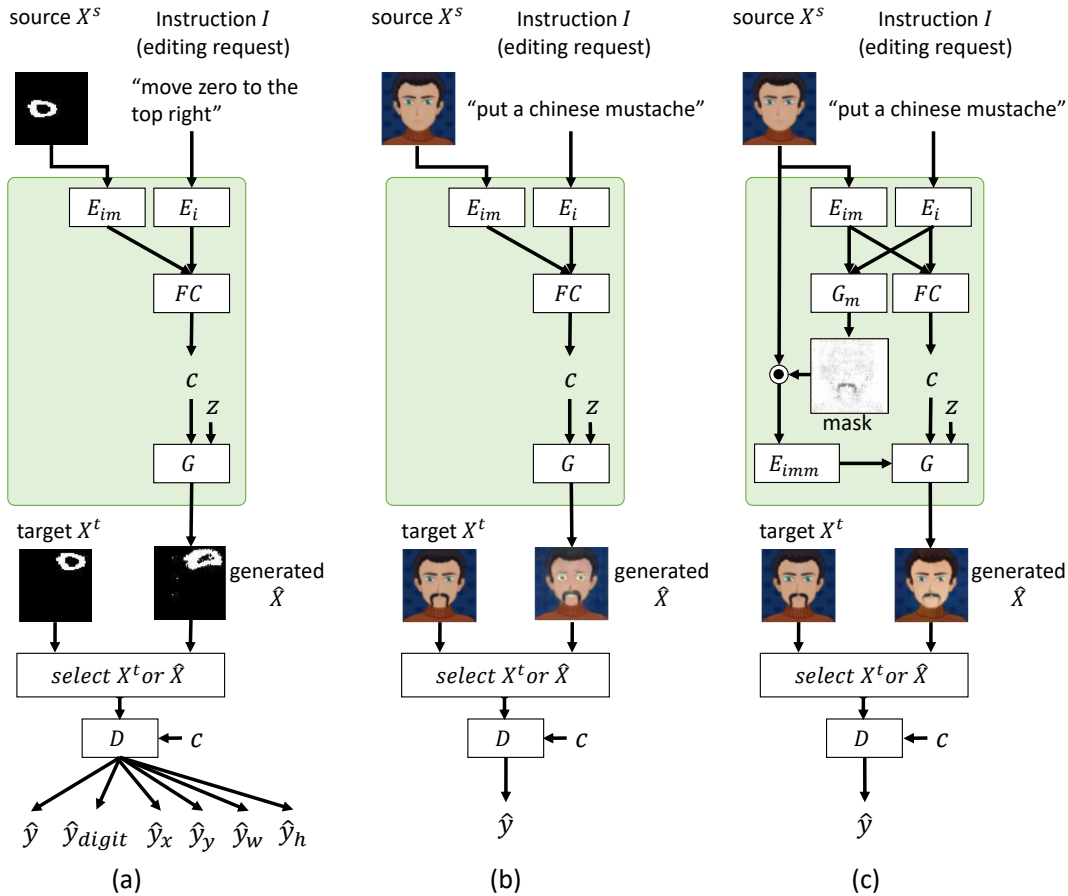 source X^s
Instruction I
(editing request)
“move zero to the
top right”
E_im
E_i
FC
c
z
G
target X^t
generated
X̂
select X^t or X̂
D
c
ŷ
ŷ_digit
ŷ_x
ŷ_y
ŷ_w
ŷ_h
(a)
source X^s
Instruction I
(editing request)
“put a chinese mustache”
E_im
E_i
FC
c
z
G
target X^t
generated
X̂
select X^t or X̂
D
c
ŷ
(b)
source X^s
Instruction I
(editing request)
“put a chinese mustache”
E_im
E_i
G_m
FC
mask
c
z
E_imm
G
target X^t
generated
X̂
select X^t or X̂
D
c
ŷ
(c)